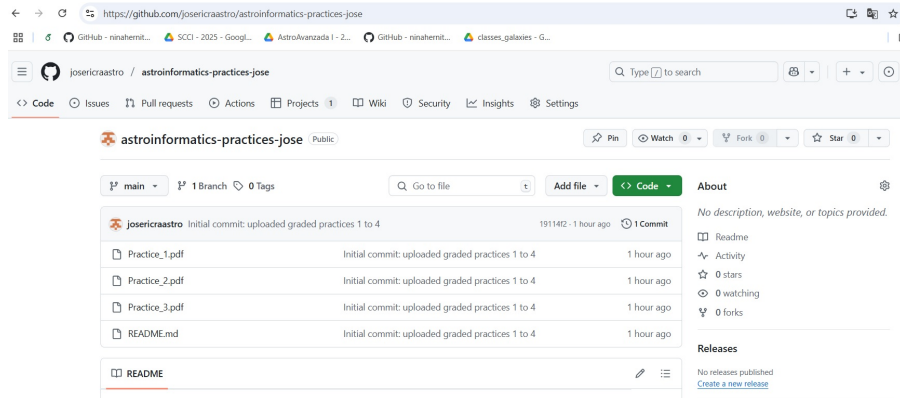 https://github.com/josericraastro/astroinformatics-practices-jose
GitHub - ninahernit... SCCI - 2025 - Googl... AstroAvanzada I - 2... GitHub - ninahernit... classes_galaxies - G...
josericraastro / astroinformatics-practices-jose Type / to search
Code Issues Pull requests Actions Projects 1 Wiki Security Insights Settings
astroinformatics-practices-jose Public Pin Watch 0 Fork 0 Star 0
main 1 Branch 0 Tags Go to file t Add file Code About
No description, website, or topics provided.
josericraastro Initial commit: uploaded graded practices 1 to 4 19114f2 · 1 hour ago 1 Commit
Readme
Practice_1.pdf Initial commit: uploaded graded practices 1 to 4 1 hour ago
Activity
0 stars
Practice_2.pdf Initial commit: uploaded graded practices 1 to 4 1 hour ago
0 watching
Practice_3.pdf Initial commit: uploaded graded practices 1 to 4 1 hour ago
0 forks
README.md Initial commit: uploaded graded practices 1 to 4 1 hour ago
Releases
README
No releases published
Create a new release